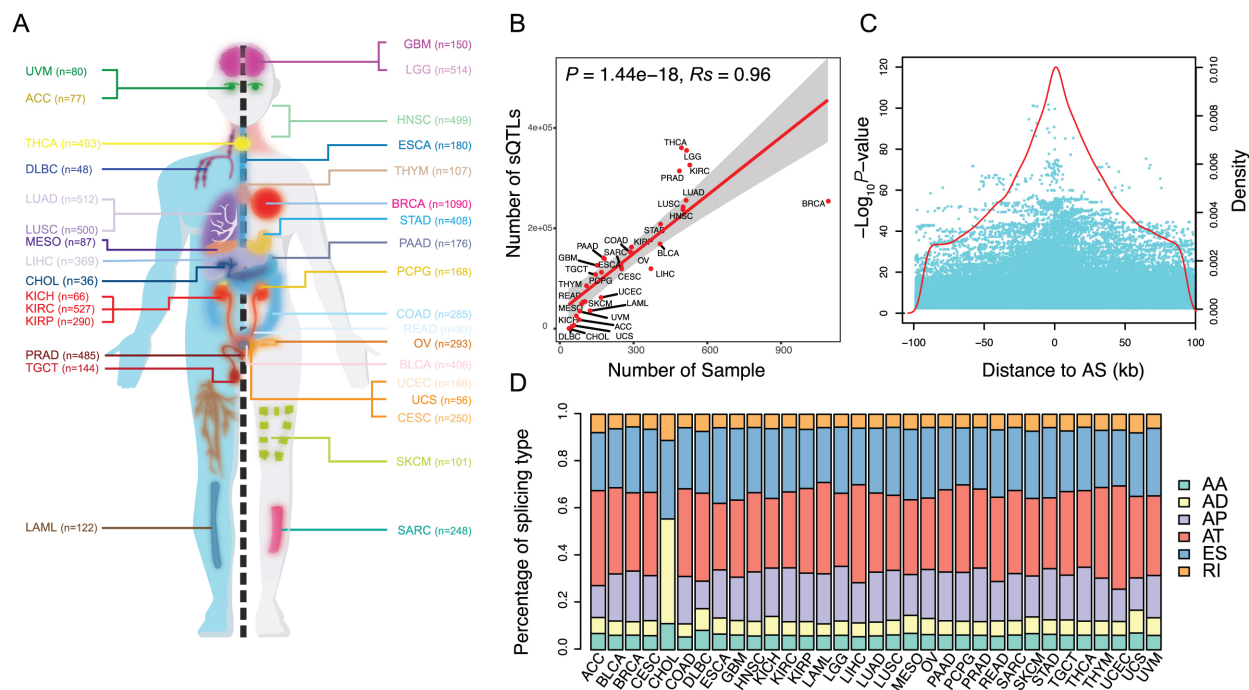 A
GBM (n=150)
LGG (n=514)
UVM (n=80)
ACC (n=77)
HNSC (n=499)
THCA (n=493)
ESCA (n=180)
DLBC (n=48)
THYM (n=107)
LUAD (n=512)
BRCA (n=1090)
STAD (n=408)
LUSC (n=500)
MESO (n=87)
PAAD (n=176)
LIHC (n=369)
PCPG (n=168)
CHOL (n=36)
KICH (n=66)
KIRC (n=527)
COAD (n=285)
KIRP (n=290)
READ (n=93)
OV (n=293)
PRAD (n=485)
BLCA (n=406)
TGCT (n=144)
UCEC (n=166)
UCS (n=56)
CESC (n=250)
SKCM (n=101)
LAML (n=122)
SARC (n=248)
B
P = 1.44e−18, Rs = 0.96
Number of sQTLs
4e+05
2e+05
0
THCA
LGG
KIRC
PRAD
LUAD
LUSC
HNSC
BRCA
STAD
COAD
KIRP
PAAD
SARC
BLCA
GBM
ESCA
OV
TGCT
PCPG
CESC
LIHC
THYM
UCEC
READ
SKCM
LAML
MESO
UVM
KICH
ACC
DLBC
CHOL
UCS
0
300
600
900
Number of Sample
C
−Log10 P−value
120
100
80
60
40
20
0
0.010
0.008
0.006
0.004
0.002
0.000
Density
−100
−50
0
50
100
Distance to AS (kb)
D
Percentage of splicing type
1.0
0.8
0.6
0.4
0.2
0.0
ACC
BLCA
BRCA
CESC
CHOL
COAD
DLBC
ESCA
GBM
HNSC
KICH
KIRC
KIRP
LAML
LGG
LIHC
LUAD
LUSC
MESO
OV
PAAD
PCPG
PRAD
READ
SARC
SKCM
STAD
TGCT
THCA
THYM
UCEC
UCS
UVM
AA
AD
AP
AT
ES
RI